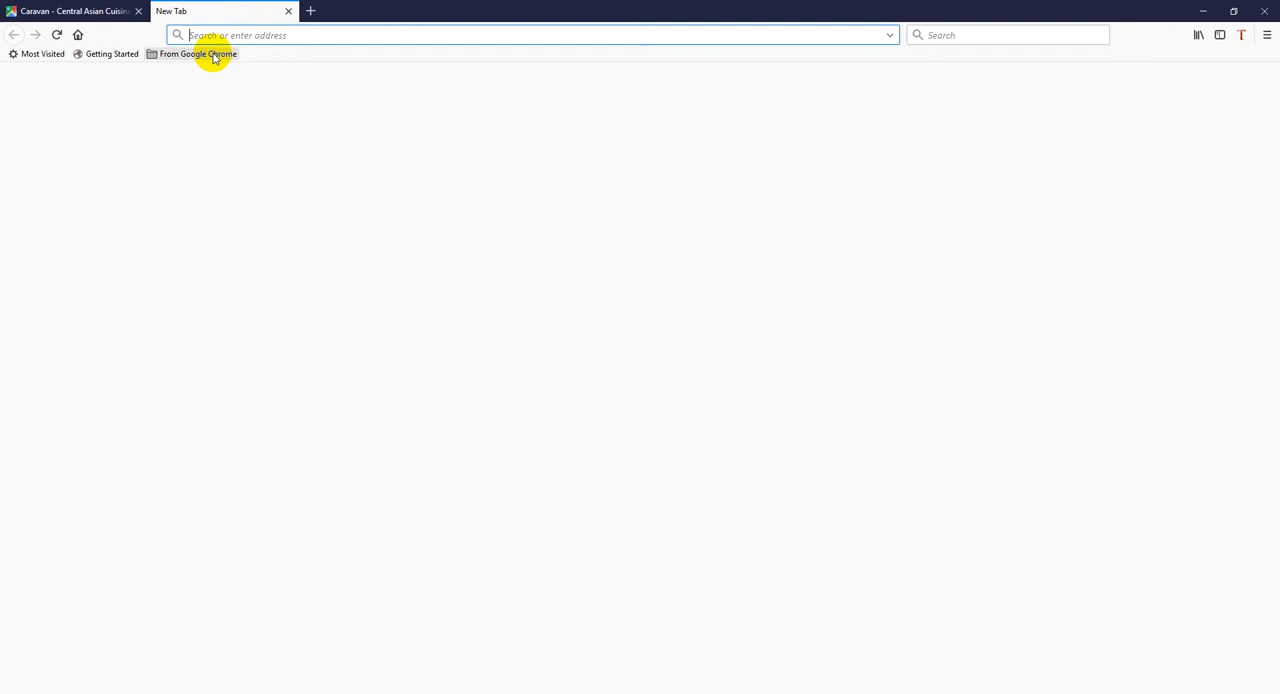 Caravan - Central Asian Cuisin
New Tab
Search or enter address
Search
T
Most Visited
Getting Started
From Google Chrome